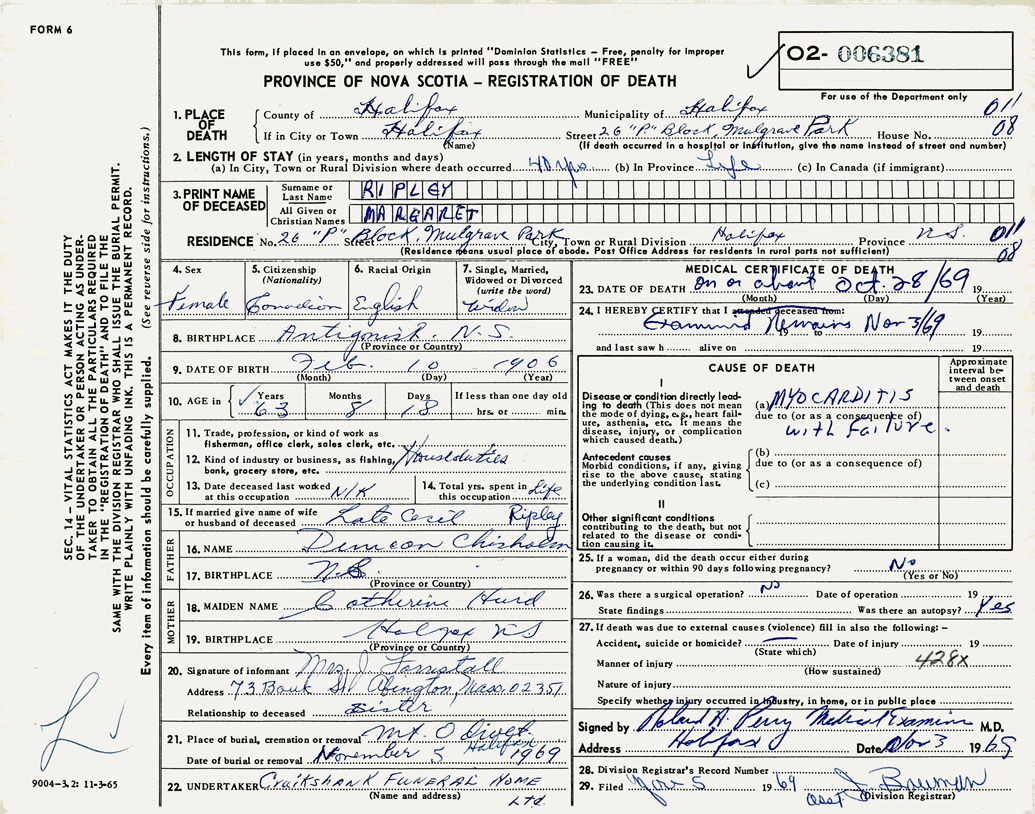 FORM 6
This form, if placed in an envelope, on which is printed "Dominion Statistics – Free, penalty for improper
use $50," and properly addressed will pass through the mail "FREE"
PROVINCE OF NOVA SCOTIA – REGISTRATION OF DEATH
02- 006381
For use of the Department only
SEC. 14 – VITAL STATISTICS ACT MAKES IT THE DUTY
OF THE UNDERTAKER OR PERSON ACTING AS UNDER-
TAKER TO OBTAIN ALL THE PARTICULARS REQUIRED
IN THE "REGISTRATION OF DEATH" AND TO FILE THE
SAME WITH THE DIVISION REGISTRAR WHO SHALL ISSUE THE BURIAL PERMIT.
WRITE PLAINLY WITH UNFADING INK. THIS IS A PERMANENT RECORD.
Every item of information should be carefully supplied. (See reverse side for instructions.)
1. PLACE OF DEATH
County of Halifax Municipality of Halifax 011
If in City or Town Halifax Street 26 "P" Block, Mulgrave Park House No. 08
(Name) (If death occurred in a hospital or institution, give the name instead of street and number)
2. LENGTH OF STAY (in years, months and days)
(a) In City, Town or Rural Division where death occurred 40 yrs (b) In Province Life (c) In Canada (if immigrant)
3. PRINT NAME OF DECEASED
Surname or Last Name RIPLEY
All Given or Christian Names MARGARET
RESIDENCE No. 26 "P" Street Block, Mulgrave Park City, Town or Rural Division Halifax Province N.S. 011
(Residence means usual place of abode. Post Office Address for residents in rural parts not sufficient) 08
4. Sex Female
5. Citizenship (Nationality) Canadian
6. Racial Origin English
7. Single, Married, Widowed or Divorced (write the word) Widow
8. BIRTHPLACE Antigonish, N.S.
(Province or Country)
9. DATE OF BIRTH Feb. 10 1906
(Month) (Day) (Year)
10. AGE in Years 63 Months 8 Days 18 If less than one day old hrs. or min.
OCCUPATION
11. Trade, profession, or kind of work as fisherman, office clerk, sales clerk, etc.
12. Kind of industry or business, as fishing, bank, grocery store, etc. Houseduties
13. Date deceased last worked at this occupation N/K
14. Total yrs. spent in this occupation Life
15. If married give name of wife or husband of deceased Late Cecil Ripley
FATHER
16. NAME Duncan Chisholm
17. BIRTHPLACE N.S.
(Province or Country)
MOTHER
18. MAIDEN NAME Catherine Hurd
19. BIRTHPLACE Halifax NS
(Province or Country)
20. Signature of informant Mrs J.
Address 73 Bank St Abington, Mass. 02351
Relationship to deceased Sister
21. Place of burial, cremation or removal Mt. Olivet Halifax
Date of burial or removal November 5 1969
22. UNDERTAKER Cruikshank FUNERAL HOME Ltd.
(Name and address)
9004–3.2: 11-3-65
MEDICAL CERTIFICATE OF DEATH
23. DATE OF DEATH on or about Oct. 28/69 19
(Month) (Day) (Year)
24. I HEREBY CERTIFY that I attended deceased from:
Examined Remains Nov 3/69 19 19
and last saw h alive on 19
CAUSE OF DEATH
Approximate interval between onset and death
I
Disease or condition directly leading to death (This does not mean the mode of dying, e.g., heart failure, asthenia, etc. It means the disease, injury, or complication which caused death.)
(a) MYOCARDITIS
due to (or as a consequence of)
with Failure.
Antecedent causes
Morbid conditions, if any, giving rise to the above cause, stating the underlying condition last.
(b)
due to (or as a consequence of)
(c)
II
Other significant conditions
contributing to the death, but not related to the disease or condition causing it.
25. If a woman, did the death occur either during
pregnancy or within 90 days following pregnancy? No
(Yes or No)
26. Was there a surgical operation? No Date of operation 19
State findings Was there an autopsy? Yes
27. If death was due to external causes (violence) fill in also the following: –
Accident, suicide or homicide? Date of injury 19
(State which)
Manner of injury 428X
(How sustained)
Nature of injury
Specify whether injury occurred in industry, in home, or in public place
Signed by Roland A. Perry Medical Examiner M.D.
Address Halifax Date Nov 3 1969
28. Division Registrar's Record Number
29. Filed Nov 5 1969 asst J. Bauman
(Division Registrar)